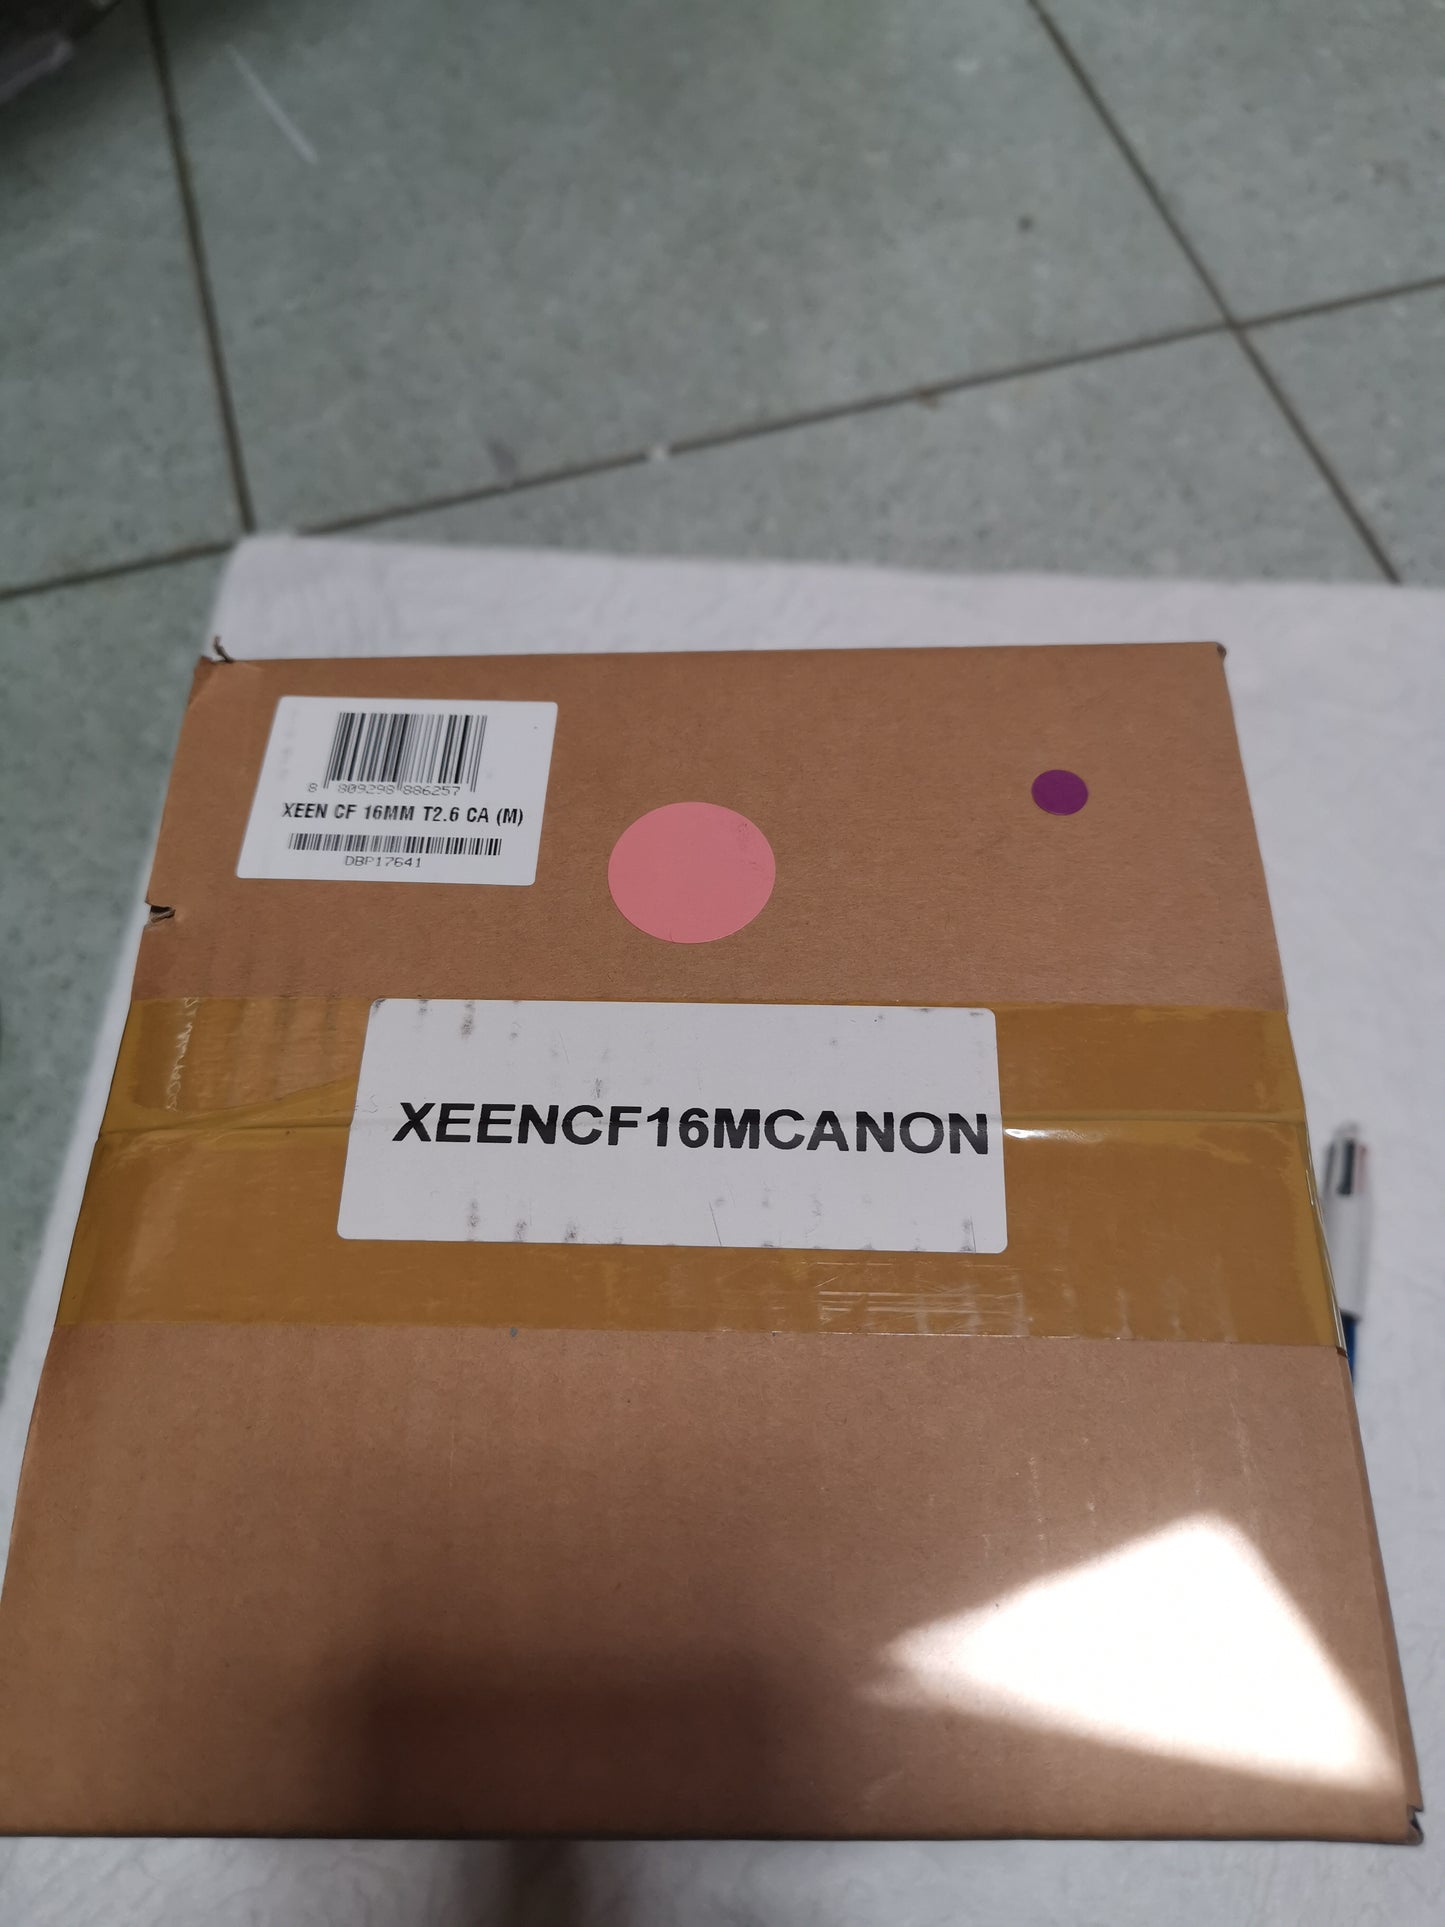 8 809298 886257
XEEN CF 16MM T2.6 CA (M)
DBP17641
XEENCF16MCANON